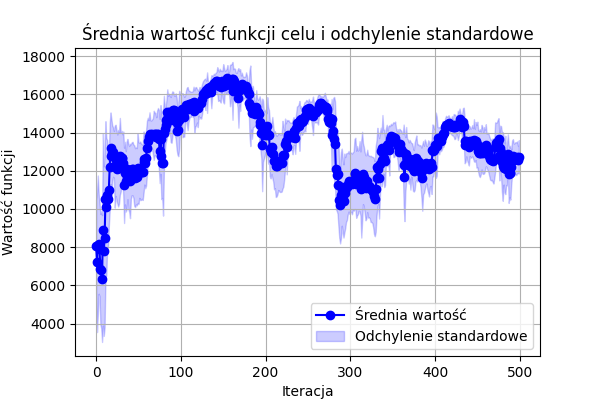 Średnia wartość funkcji celu i odchylenie standardowe
18000
16000
14000
12000
10000
8000
6000
4000
Wartość funkcji
0 100 200 300 400 500
Iteracja
Średnia wartość
Odchylenie standardowe